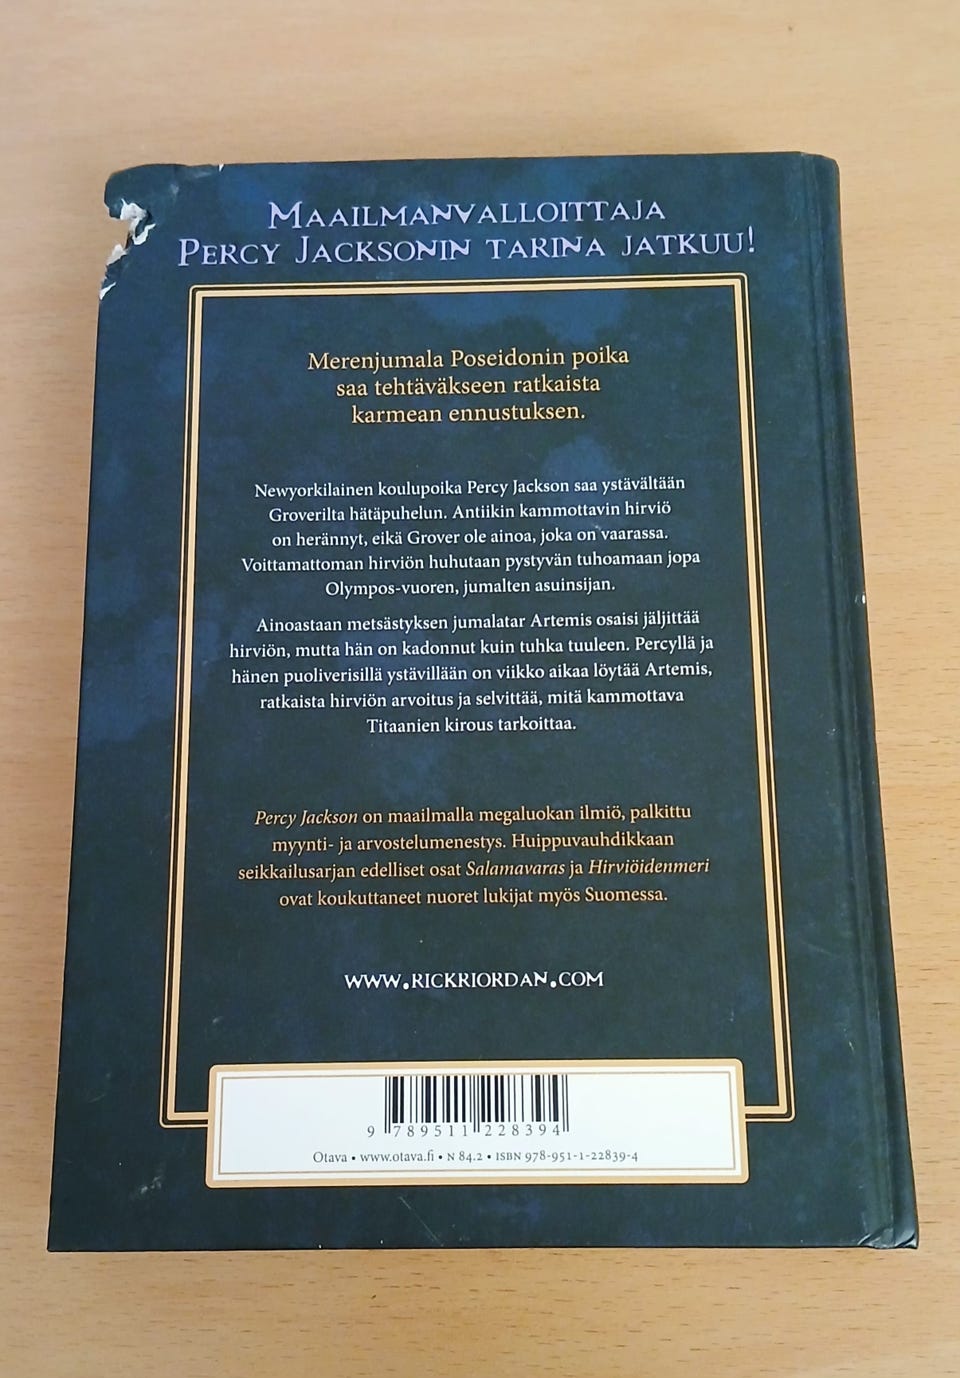 Maailmanvalloittaja
Percy Jacksonin tarina jatkuu!
Merenjumala Poseidonin poika
saa tehtäväkseen ratkaista
karmean ennustuksen.
Newyorkilainen koulupoika Percy Jackson saa ystävältään
Groverilta hätäpuhelun. Antiikin kammottavin hirviö
on herännyt, eikä Grover ole ainoa, joka on vaarassa.
Voittamattoman hirviön huhutaan pystyvän tuhoamaan jopa
Olympos-vuoren, jumalten asuinsijan.
Ainoastaan metsästyksen jumalatar Artemis osaisi jäljittää
hirviön, mutta hän on kadonnut kuin tuhka tuuleen. Percyllä ja
hänen puoliverisillä ystävillään on viikko aikaa löytää Artemis,
ratkaista hirviön arvoitus ja selvittää, mitä kammottava
Titaanien kirous tarkoittaa.
Percy Jackson on maailmalla megaluokan ilmiö, palkittu
myynti- ja arvostelumenestys. Huippuvauhdikkaan
seikkailusarjan edelliset osat Salamavaras ja Hirviöidenmeri
ovat koukuttaneet nuoret lukijat myös Suomessa.
www.rickriordan.com
9 789511 228394
Otava • www.otava.fi • N 84.2 • ISBN 978-951-1-22839-4